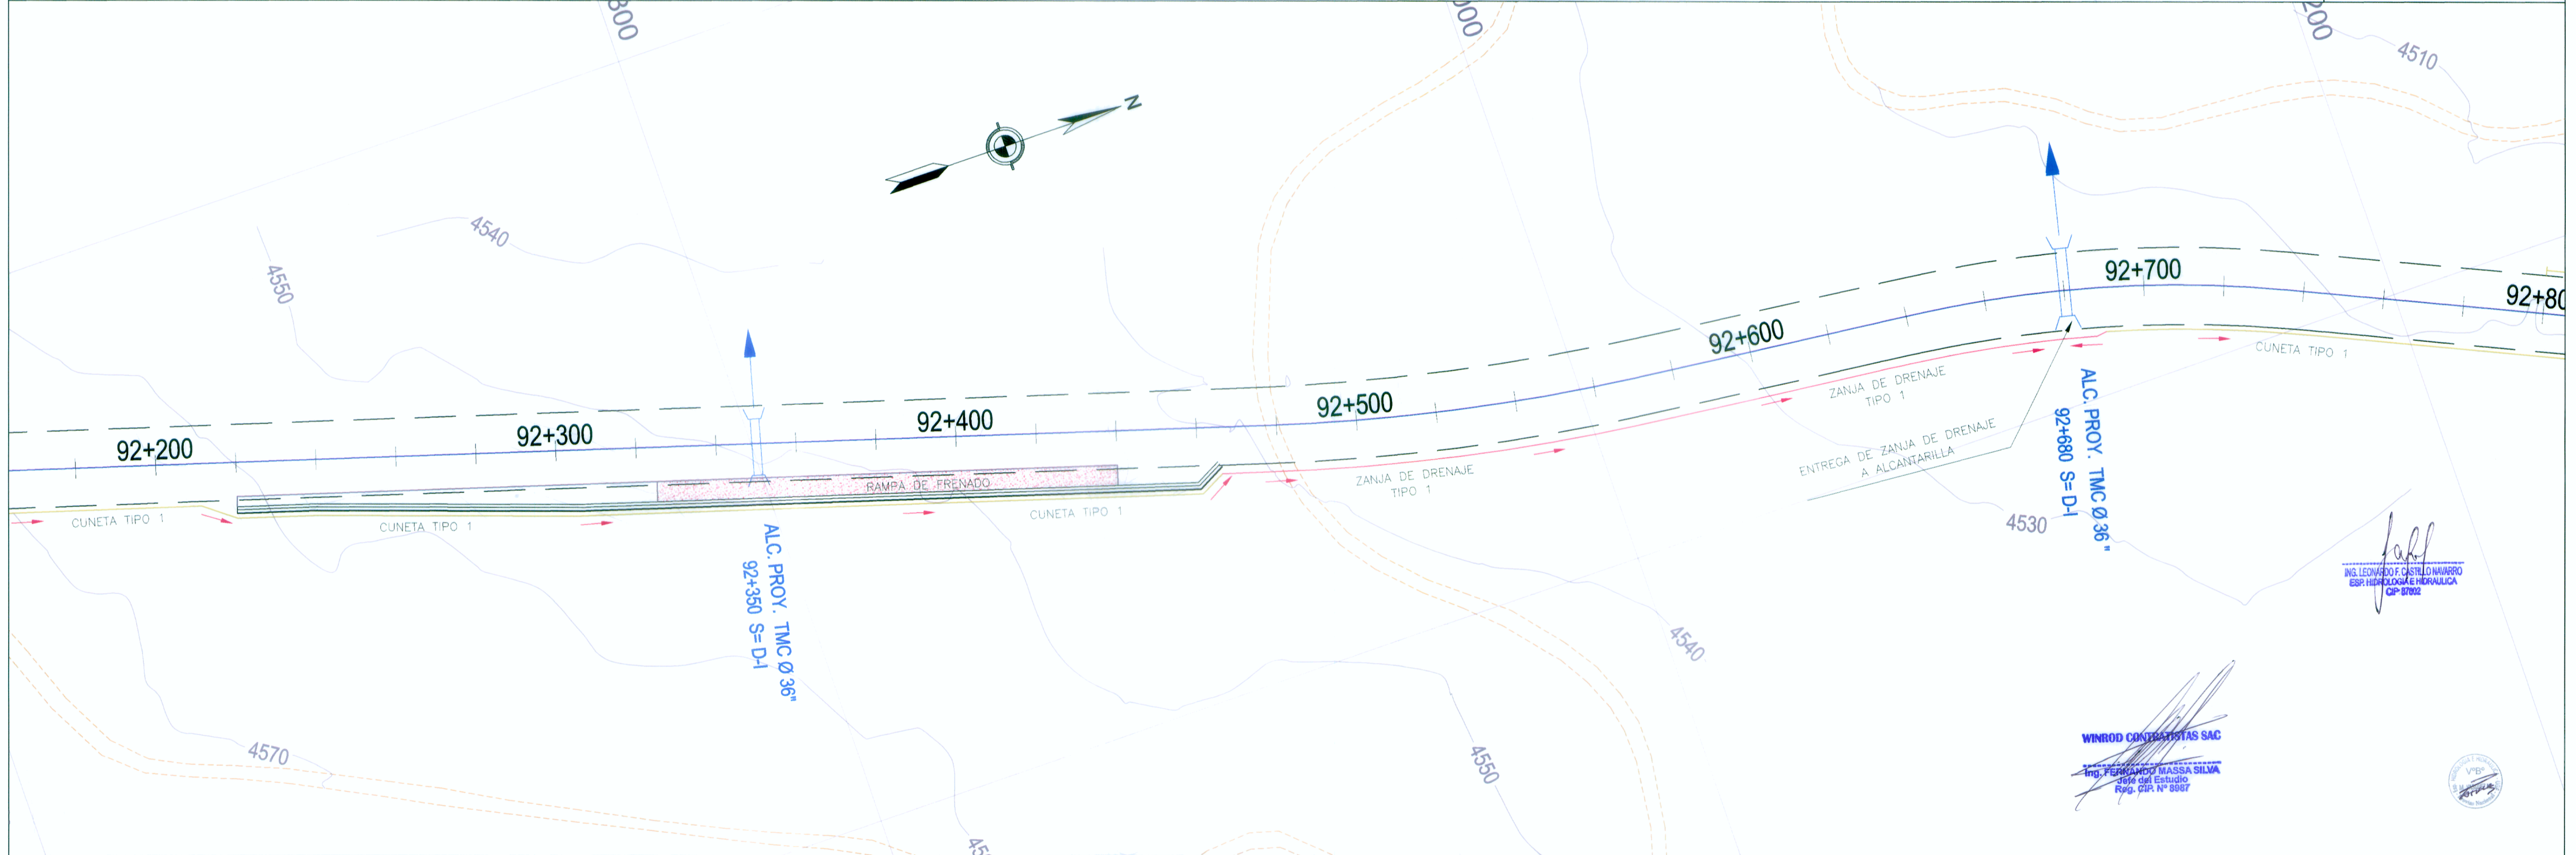 800
000
200
4510
4540
4550
N
92+200
92+300
92+400
92+500
92+600
92+700
92+80
CUNETA TIPO 1
CUNETA TIPO 1
RAMPA DE FRENADO
CUNETA TIPO 1
ZANJA DE DRENAJE
TIPO 1
ZANJA DE DRENAJE
TIPO 1
CUNETA TIPO 1
ENTREGA DE ZANJA DE DRENAJE
A ALCANTARILLA
ALC. PROY. TMC Ø 36"
92+350 S= D-I
ALC. PROY. TMC Ø 36"
92+680 S= D-I
4530
4540
4550
4570
ING. LEONARDO F. CASTILLO NAVARRO
ESP. HIDROLOGIA E HIDRAULICA
CIP 87602
WINROD CONTRATISTAS SAC
Ing. FERNANDO MASSA SILVA
Jefe del Estudio
Reg. CIP. Nº 8987
VºBº